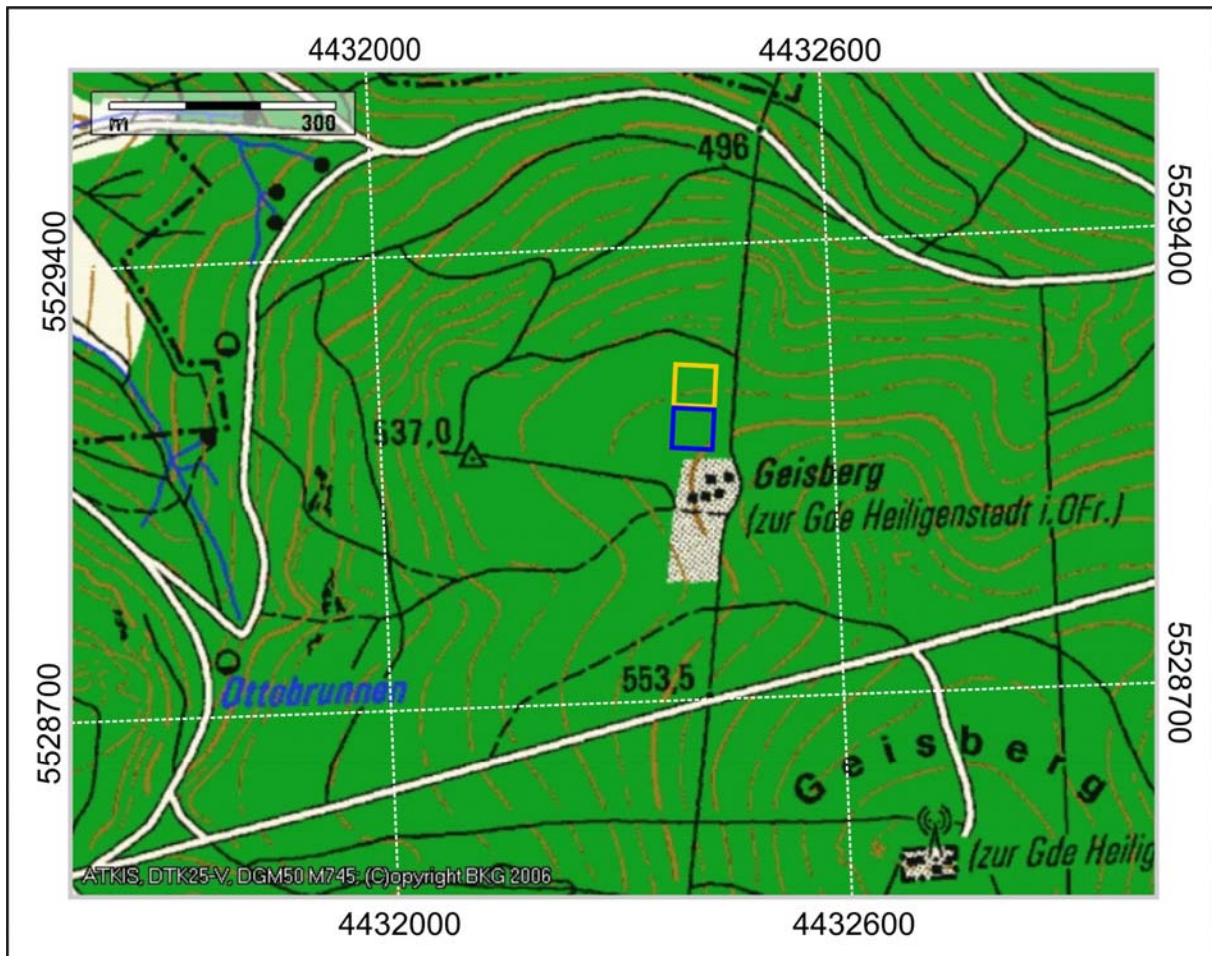 4432000 4432600
m 300
496
5529400 5529400
537,0
Geisberg
(zur Gde Heiligenstadt i.OFr.)
553,5
5528700 5528700
Ottobrunnen
Geisberg
(zur Gde Heilig
ATKIS, DTK25-V, DGM50 M745; (C)opyright BKG 2006
4432000 4432600